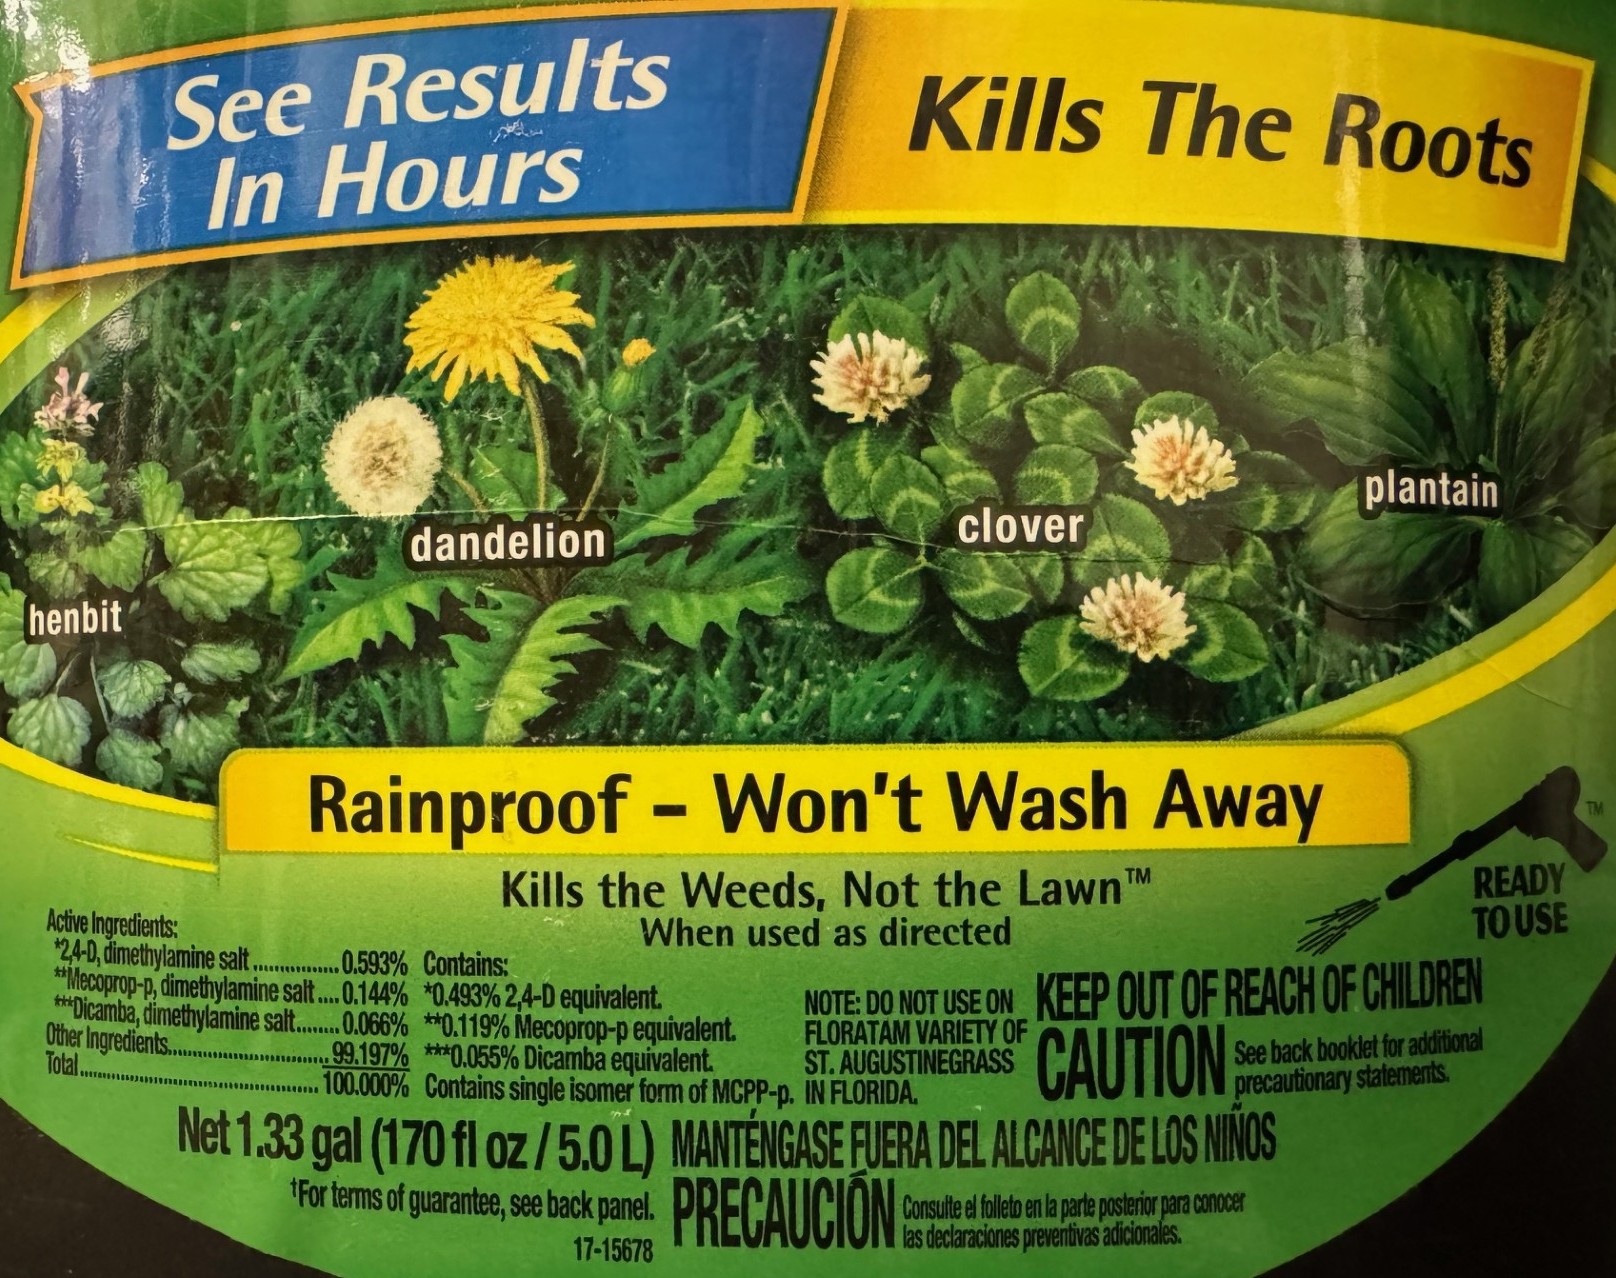 See Results
In Hours
Kills The Roots
henbit
dandelion
clover
plantain
Rainproof – Won't Wash Away
Kills the Weeds, Not the Lawn™
When used as directed
™
READY
TO USE
Active Ingredients:
*2,4-D, dimethylamine salt ................ 0.593%
**Mecoprop-p, dimethylamine salt .... 0.144%
***Dicamba, dimethylamine salt ........ 0.066%
Other Ingredients ............................ 99.197%
Total ............................................ 100.000%
Contains:
*0.493% 2,4-D equivalent.
**0.119% Mecoprop-p equivalent.
***0.055% Dicamba equivalent.
Contains single isomer form of MCPP-p.
NOTE: DO NOT USE ON
FLORATAM VARIETY OF
ST. AUGUSTINEGRASS
IN FLORIDA.
KEEP OUT OF REACH OF CHILDREN
CAUTION
See back booklet for additional
precautionary statements.
Net 1.33 gal (170 fl oz / 5.0 L)
†For terms of guarantee, see back panel.
17-15678
MANTÉNGASE FUERA DEL ALCANCE DE LOS NIÑOS
PRECAUCIÓN
Consulte el folleto en la parte posterior para conocer
las declaraciones preventivas adicionales.